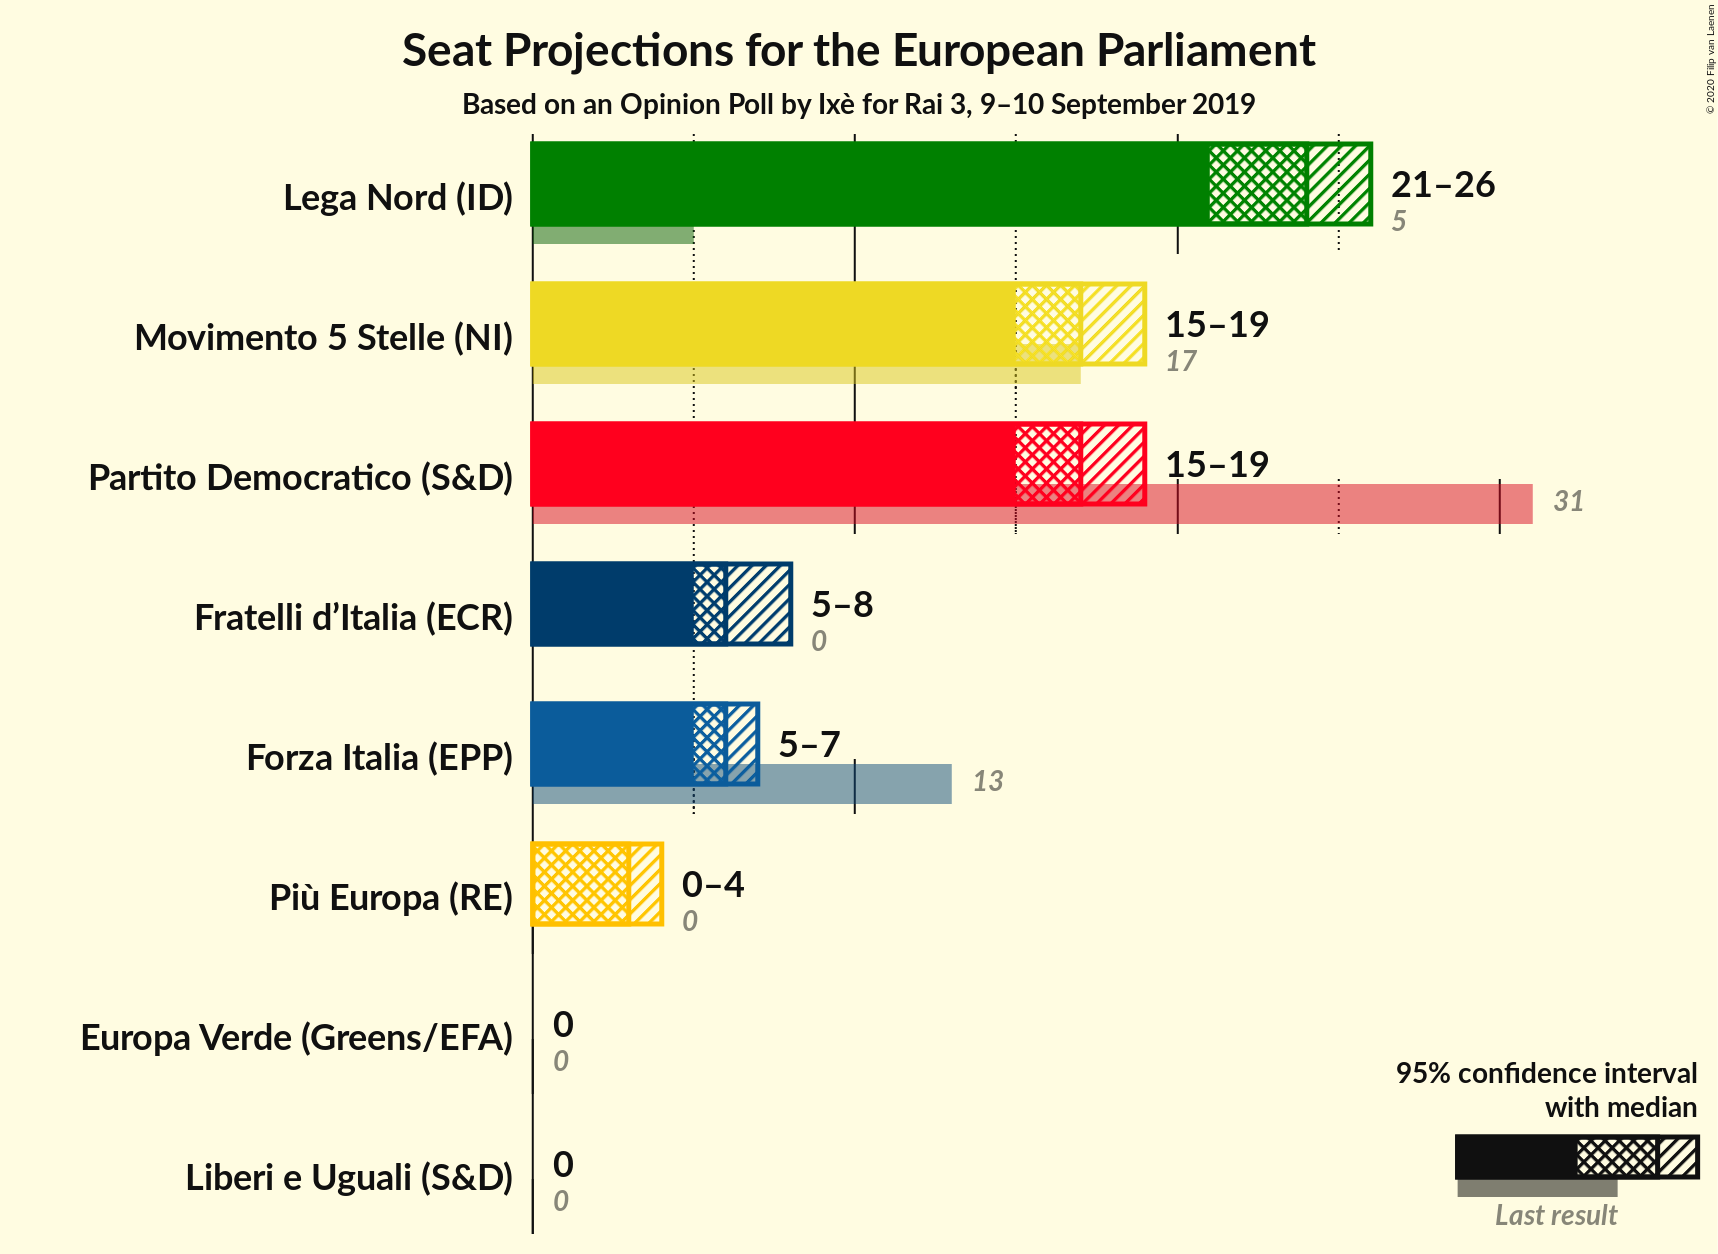 Seat Projections for the European Parliament
Based on an Opinion Poll by Ixè for Rai 3, 9–10 September 2019
© 2020 Filip van Laenen
Lega Nord (ID)
21–26
5
Movimento 5 Stelle (NI)
15–19
17
Partito Democratico (S&D)
15–19
31
Fratelli d’Italia (ECR)
5–8
0
Forza Italia (EPP)
5–7
13
Più Europa (RE)
0–4
0
Europa Verde (Greens/EFA)
0
0
Liberi e Uguali (S&D)
0
0
95% confidence interval
with median
Last result